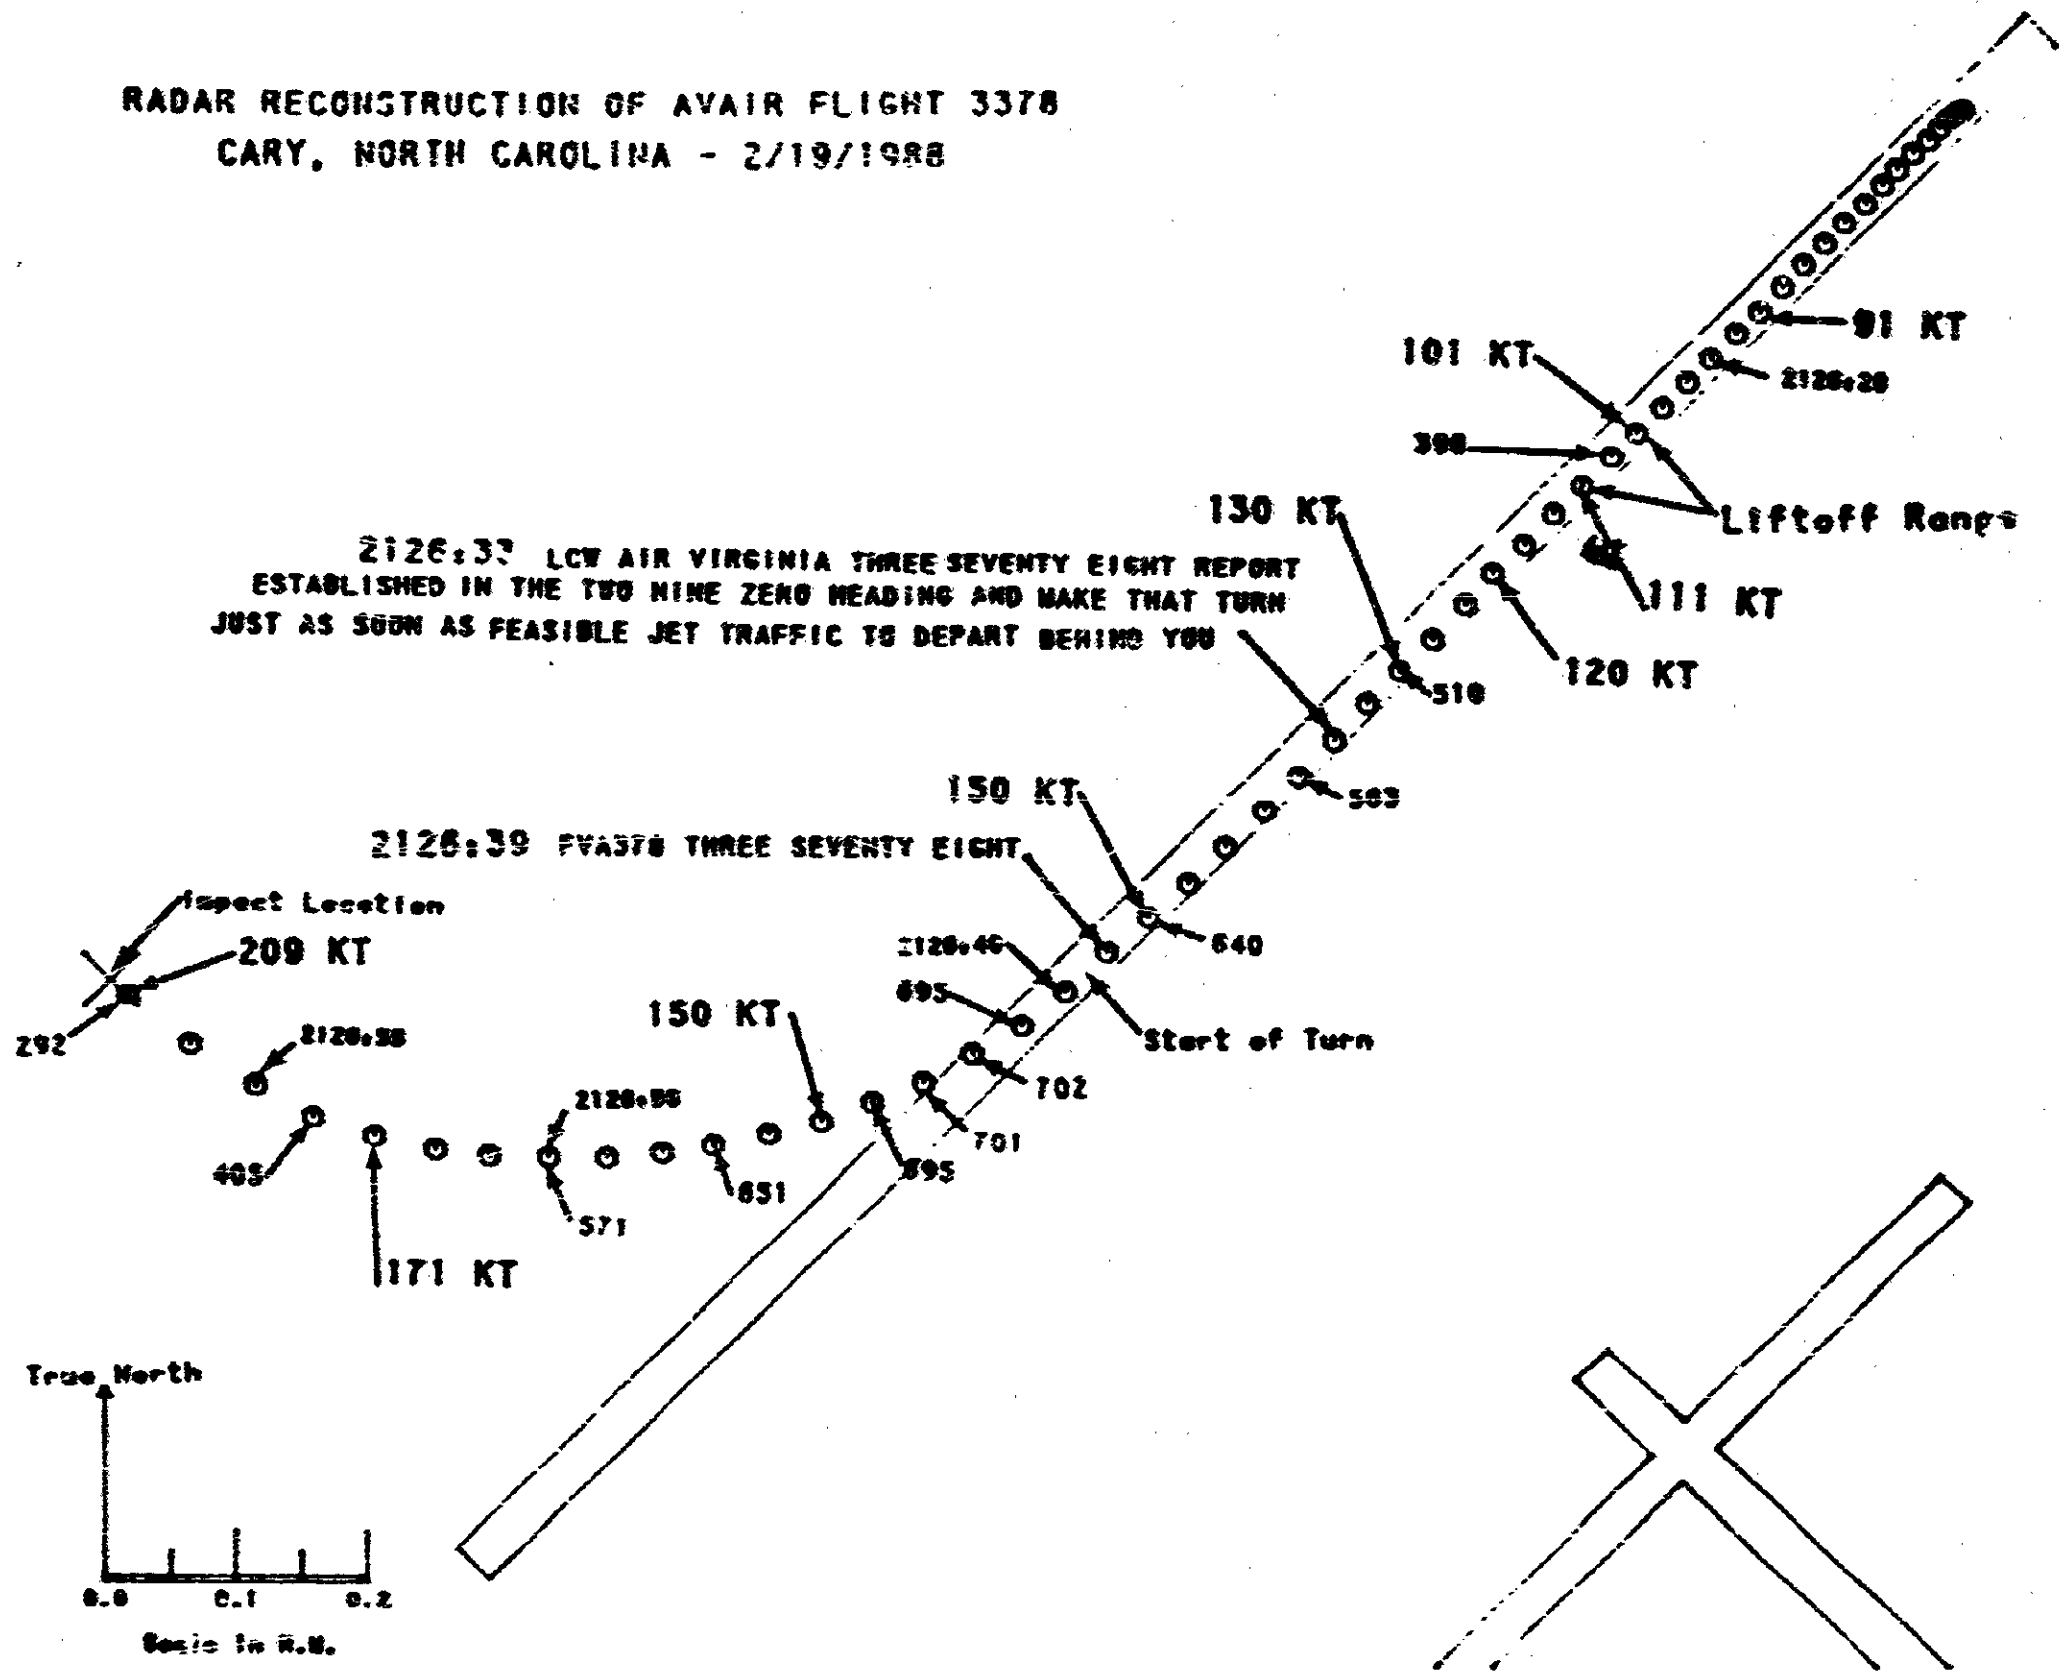 RADAR RECONSTRUCTION OF AVAIR FLIGHT 3378
CARY, NORTH CAROLINA - 2/19/1988
91 KT
101 KT
2126:26
398
130 KT
Liftoff Range
2126:33 LCW AIR VIRGINIA THREE SEVENTY EIGHT REPORT
ESTABLISHED IN THE TWO NINE ZERO HEADING AND MAKE THAT TURN
JUST AS SOON AS FEASIBLE JET TRAFFIC TO DEPART BEHIND YOU
111 KT
120 KT
510
150 KT
583
2126:39 THREE SEVENTY EIGHT
Impact Location
209 KT
640
695
150 KT
292
Start of Turn
702
701
695
405
651
571
171 KT
True North
0.0 0.1 0.2
Scale in N.M.